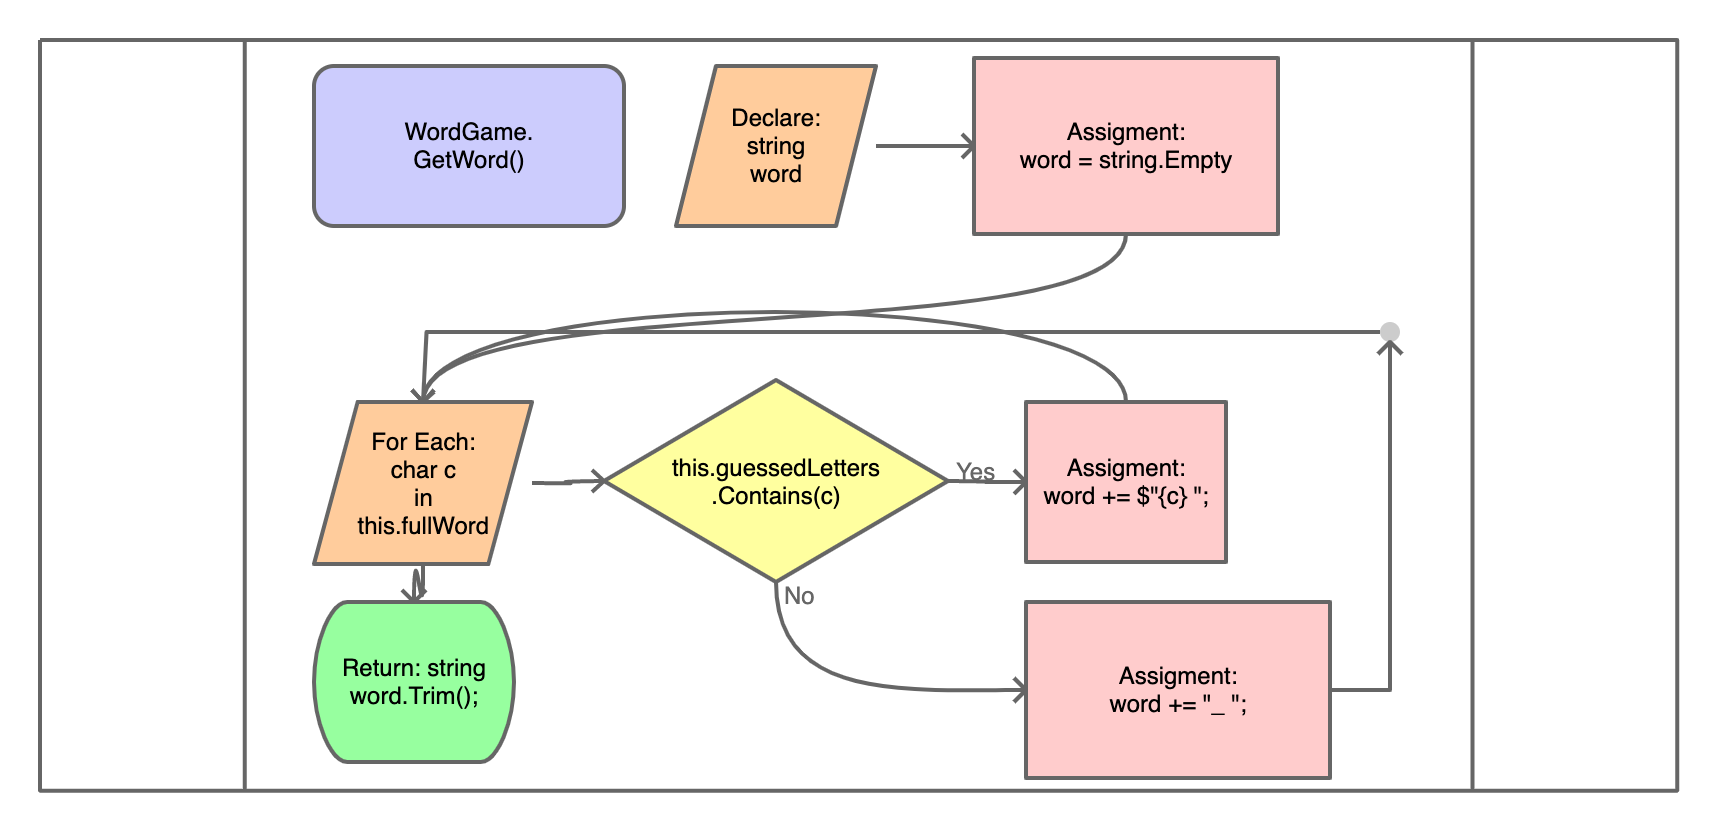 WordGame.
GetWord()
Declare:
string
word
Assigment:
word = string.Empty
For Each:
char c
in
this.fullWord
this.guessedLetters
.Contains(c)
Yes
Assigment:
word += $"{c} ";
No
Return: string
word.Trim();
Assigment:
word += "_ ";